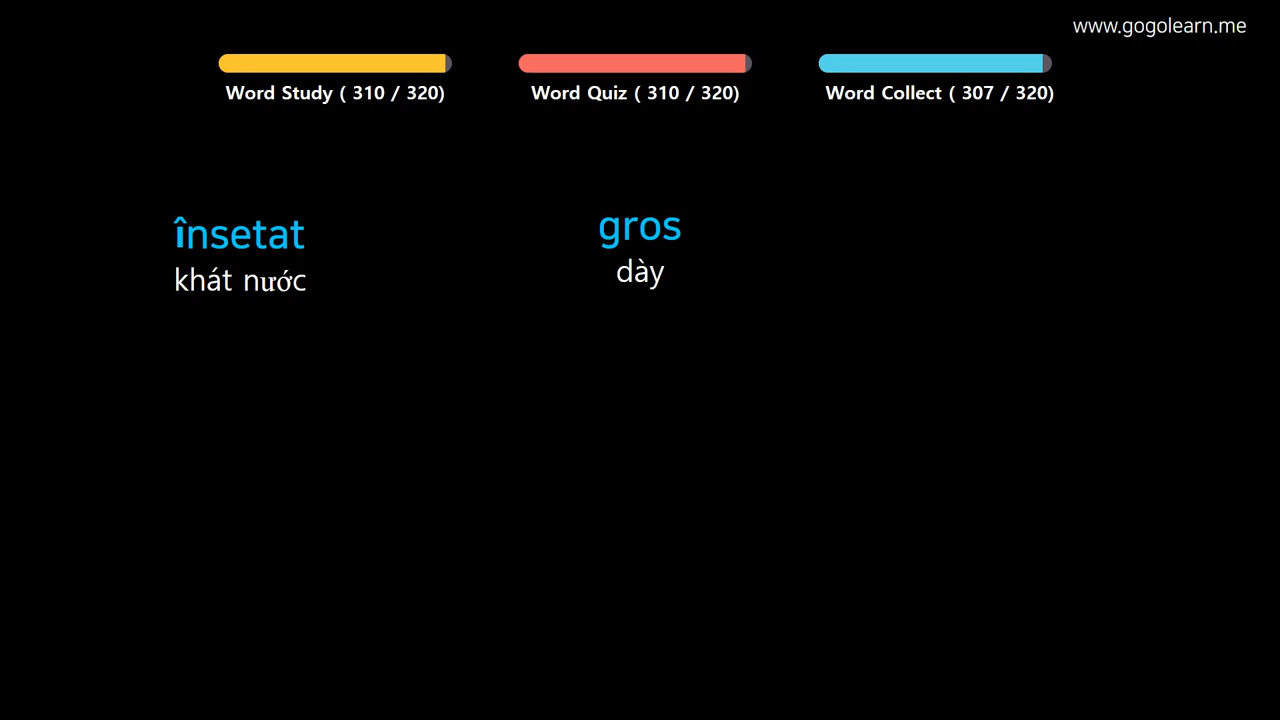 www.gogolearn.me
Word Study ( 310 / 320)
Word Quiz ( 310 / 320)
Word Collect ( 307 / 320)
însetat
khát nước
gros
dày